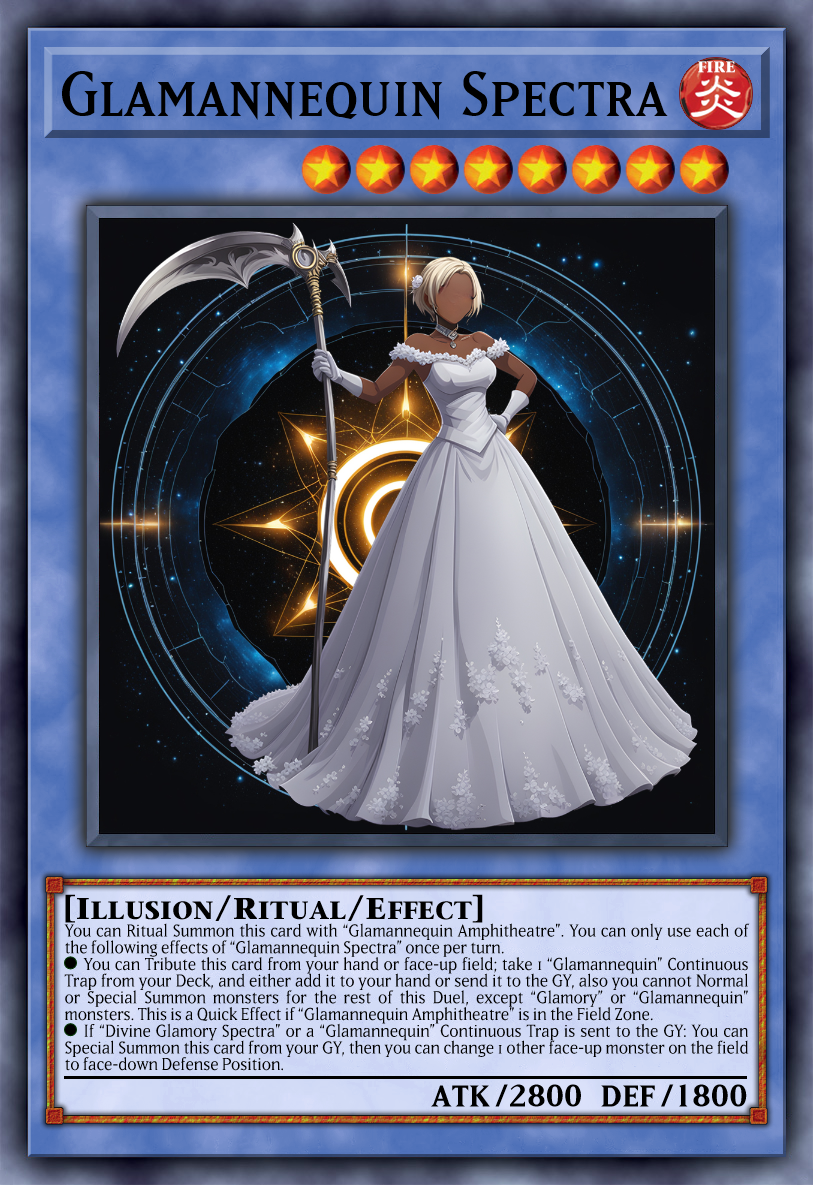 Glamannequin Spectra
FIRE
炎
[Illusion/Ritual/Effect]
You can Ritual Summon this card with “Glamannequin Amphitheatre”. You can only use each of
the following effects of “Glamannequin Spectra” once per turn.
● You can Tribute this card from your hand or face-up field; take 1 “Glamannequin” Continuous
Trap from your Deck, and either add it to your hand or send it to the GY, also you cannot Normal
or Special Summon monsters for the rest of this Duel, except “Glamory” or “Glamannequin”
monsters. This is a Quick Effect if “Glamannequin Amphitheatre” is in the Field Zone.
● If “Divine Glamory Spectra” or a “Glamannequin” Continuous Trap is sent to the GY: You can
Special Summon this card from your GY, then you can change 1 other face-up monster on the field
to face-down Defense Position.
ATK/2800 DEF/1800